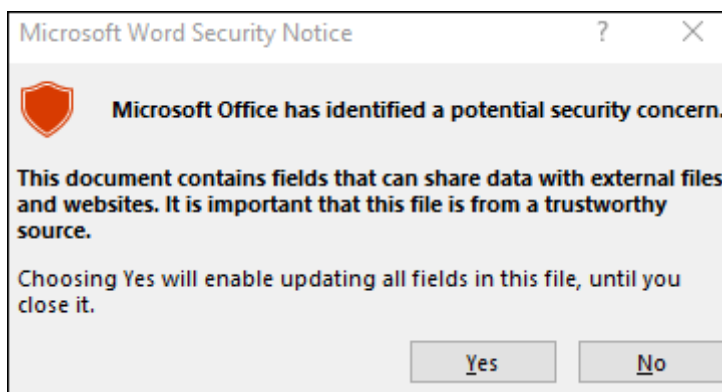 Microsoft Word Security Notice ? ×
Microsoft Office has identified a potential security concern.
This document contains fields that can share data with external files
and websites. It is important that this file is from a trustworthy
source.
Choosing Yes will enable updating all fields in this file, until you
close it.
Yes No